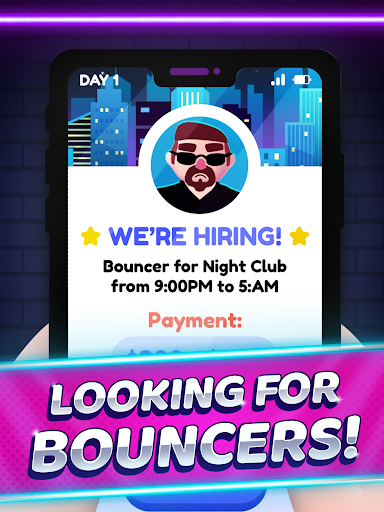 DAY 1
WE'RE HIRING!
Bouncer for Night Club
from 9:00PM to 5:AM
Payment:
LOOKING FOR
BOUNCERS!